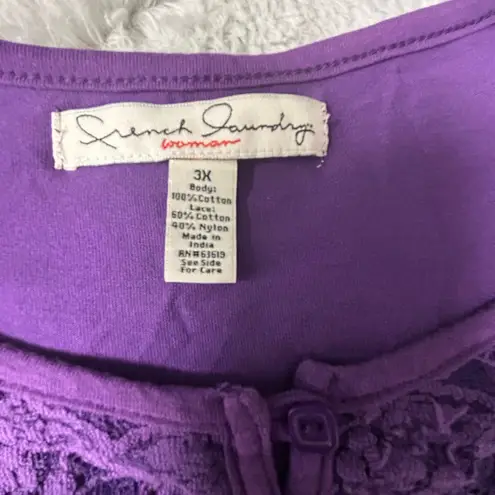 French Laundry
woman
3X
Body:
100% Cotton
Lace:
60% Cotton
40% Nylon
Made in
India
RN#63619
See Side
For Care